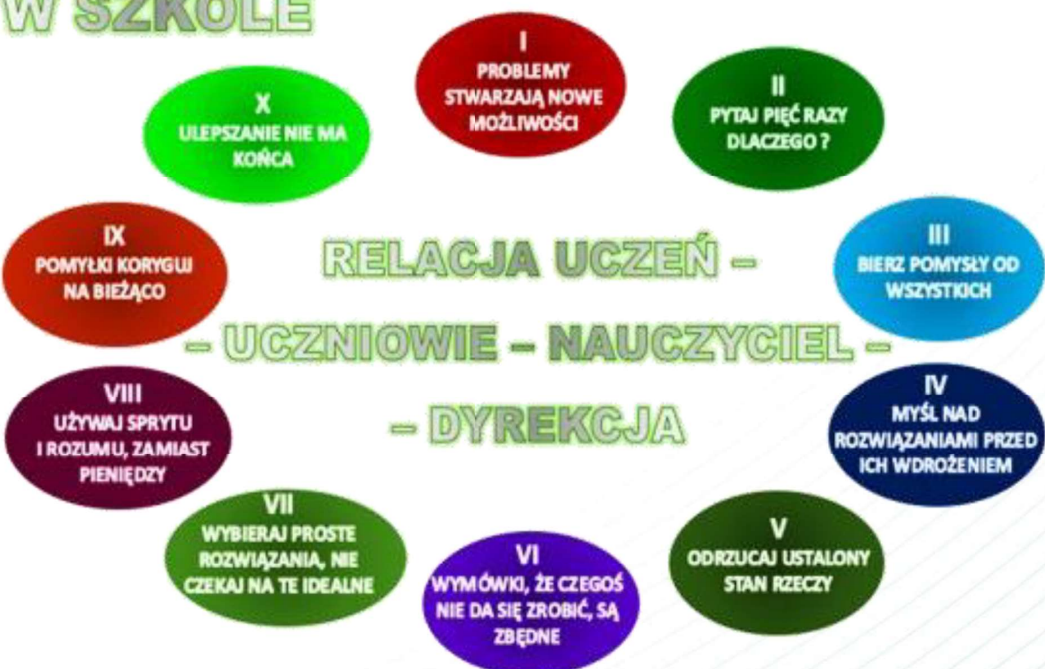 W SZKOLE
I
PROBLEMY
STWARZAJĄ NOWE
MOŻLIWOŚCI
II
PYTAJ PIĘĆ RAZY
DLACZEGO ?
III
BIERZ POMYSŁY OD
WSZYSTKICH
IV
MYŚL NAD
ROZWIĄZANIAMI PRZED
ICH WDROŻENIEM
V
ODRZUCAJ USTALONY
STAN RZECZY
VI
WYMÓWKI, ŻE CZEGOŚ
NIE DA SIĘ ZROBIĆ, SĄ
ZBĘDNE
VII
WYBIERAJ PROSTE
ROZWIĄZANIA, NIE
CZEKAJ NA TE IDEALNE
VIII
UŻYWAJ SPRYTU
I ROZUMU, ZAMIAST
PIENIĘDZY
IX
POMYŁKI KORYGUJ
NA BIEŻĄCO
X
ULEPSZANIE NIE MA
KOŃCA
RELACJA UCZEŃ –
– UCZNIOWIE – NAUCZYCIEL –
– DYREKCJA